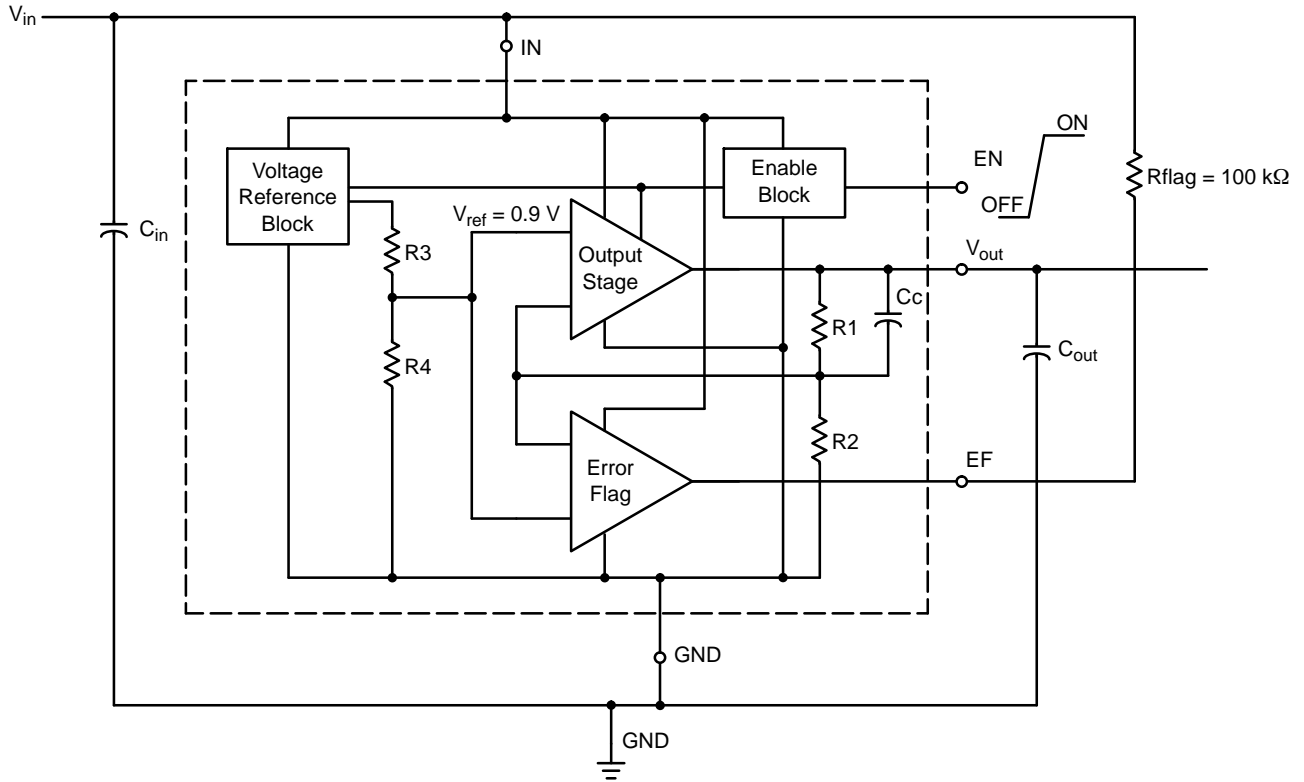 Vin
IN
ON
EN
OFF
Voltage
Reference
Block
Enable
Block
Rflag = 100 kΩ
Cin
Vref = 0.9 V
R3
Output
Stage
Vout
Cc
R1
R4
Cout
R2
Error
Flag
EF
GND
GND